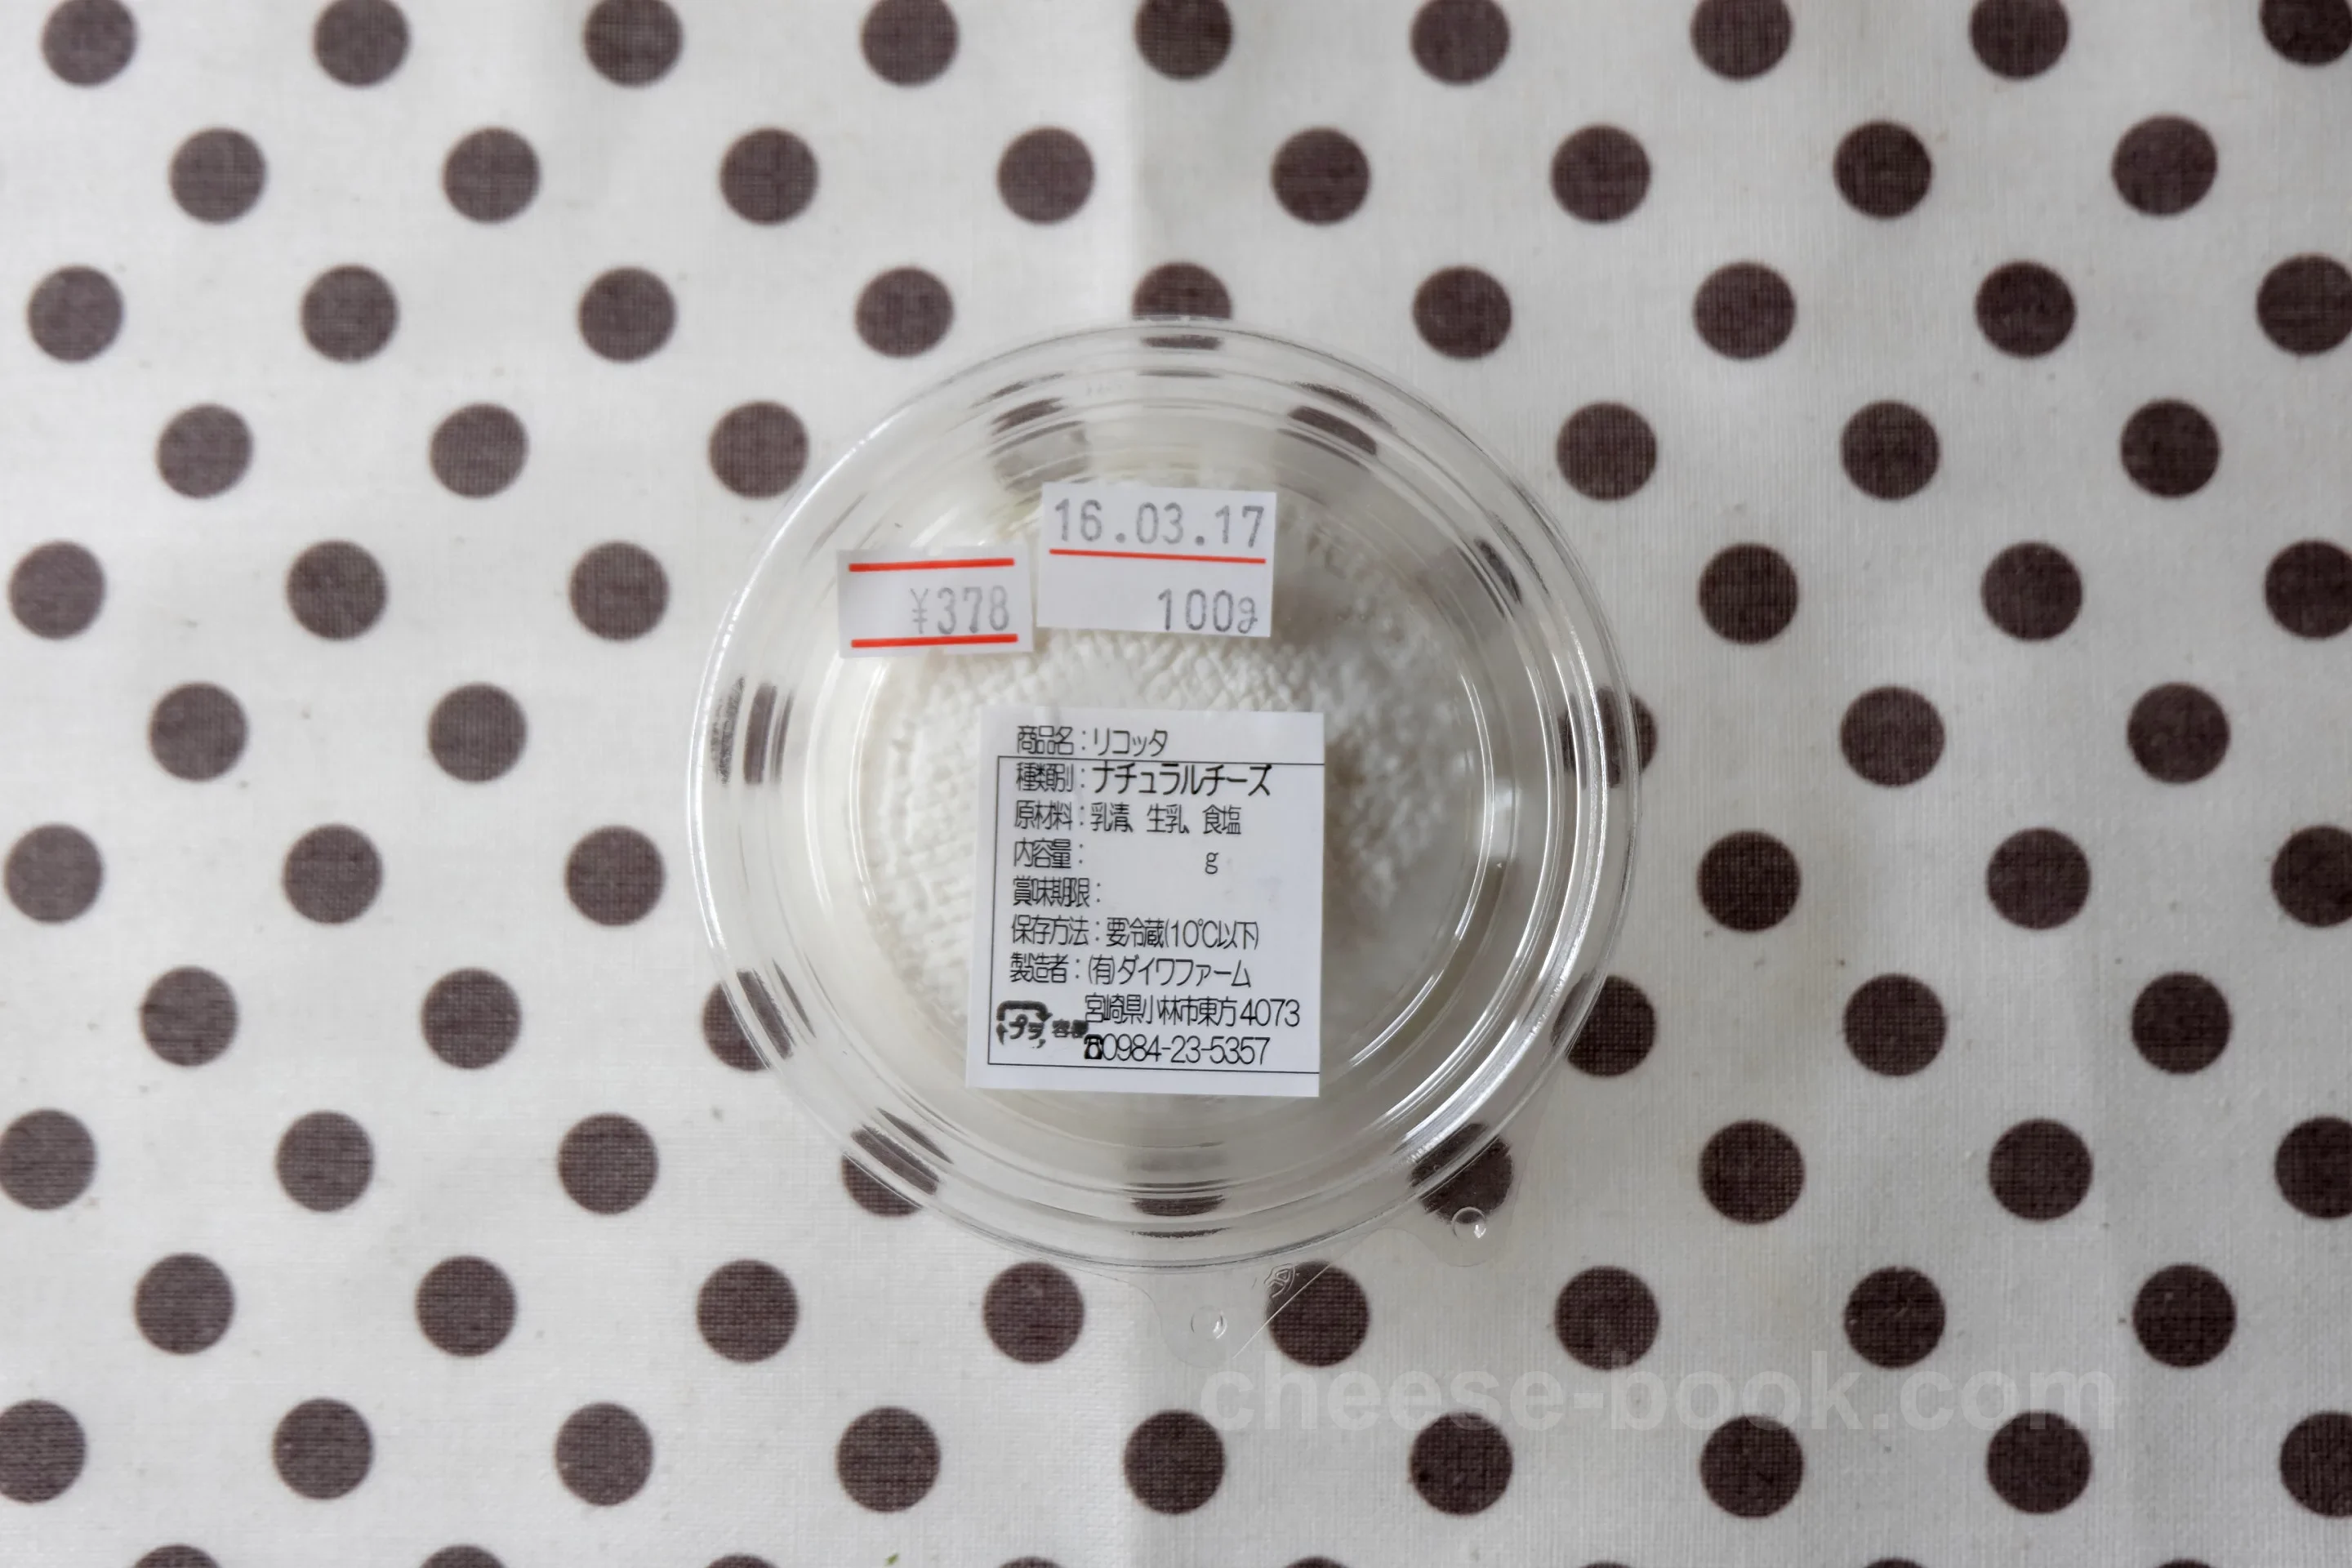 16.03.17
100g
¥378
商品名：リコッタ
種類別：ナチュラルチーズ
原材料：乳清、生乳、食塩
内容量： g
賞味期限：
保存方法：要冷蔵(10℃以下)
製造者：(有)ダイワファーム
宮崎県小林市東方4073
プラ 容器
☎0984-23-5357
cheese-book.com